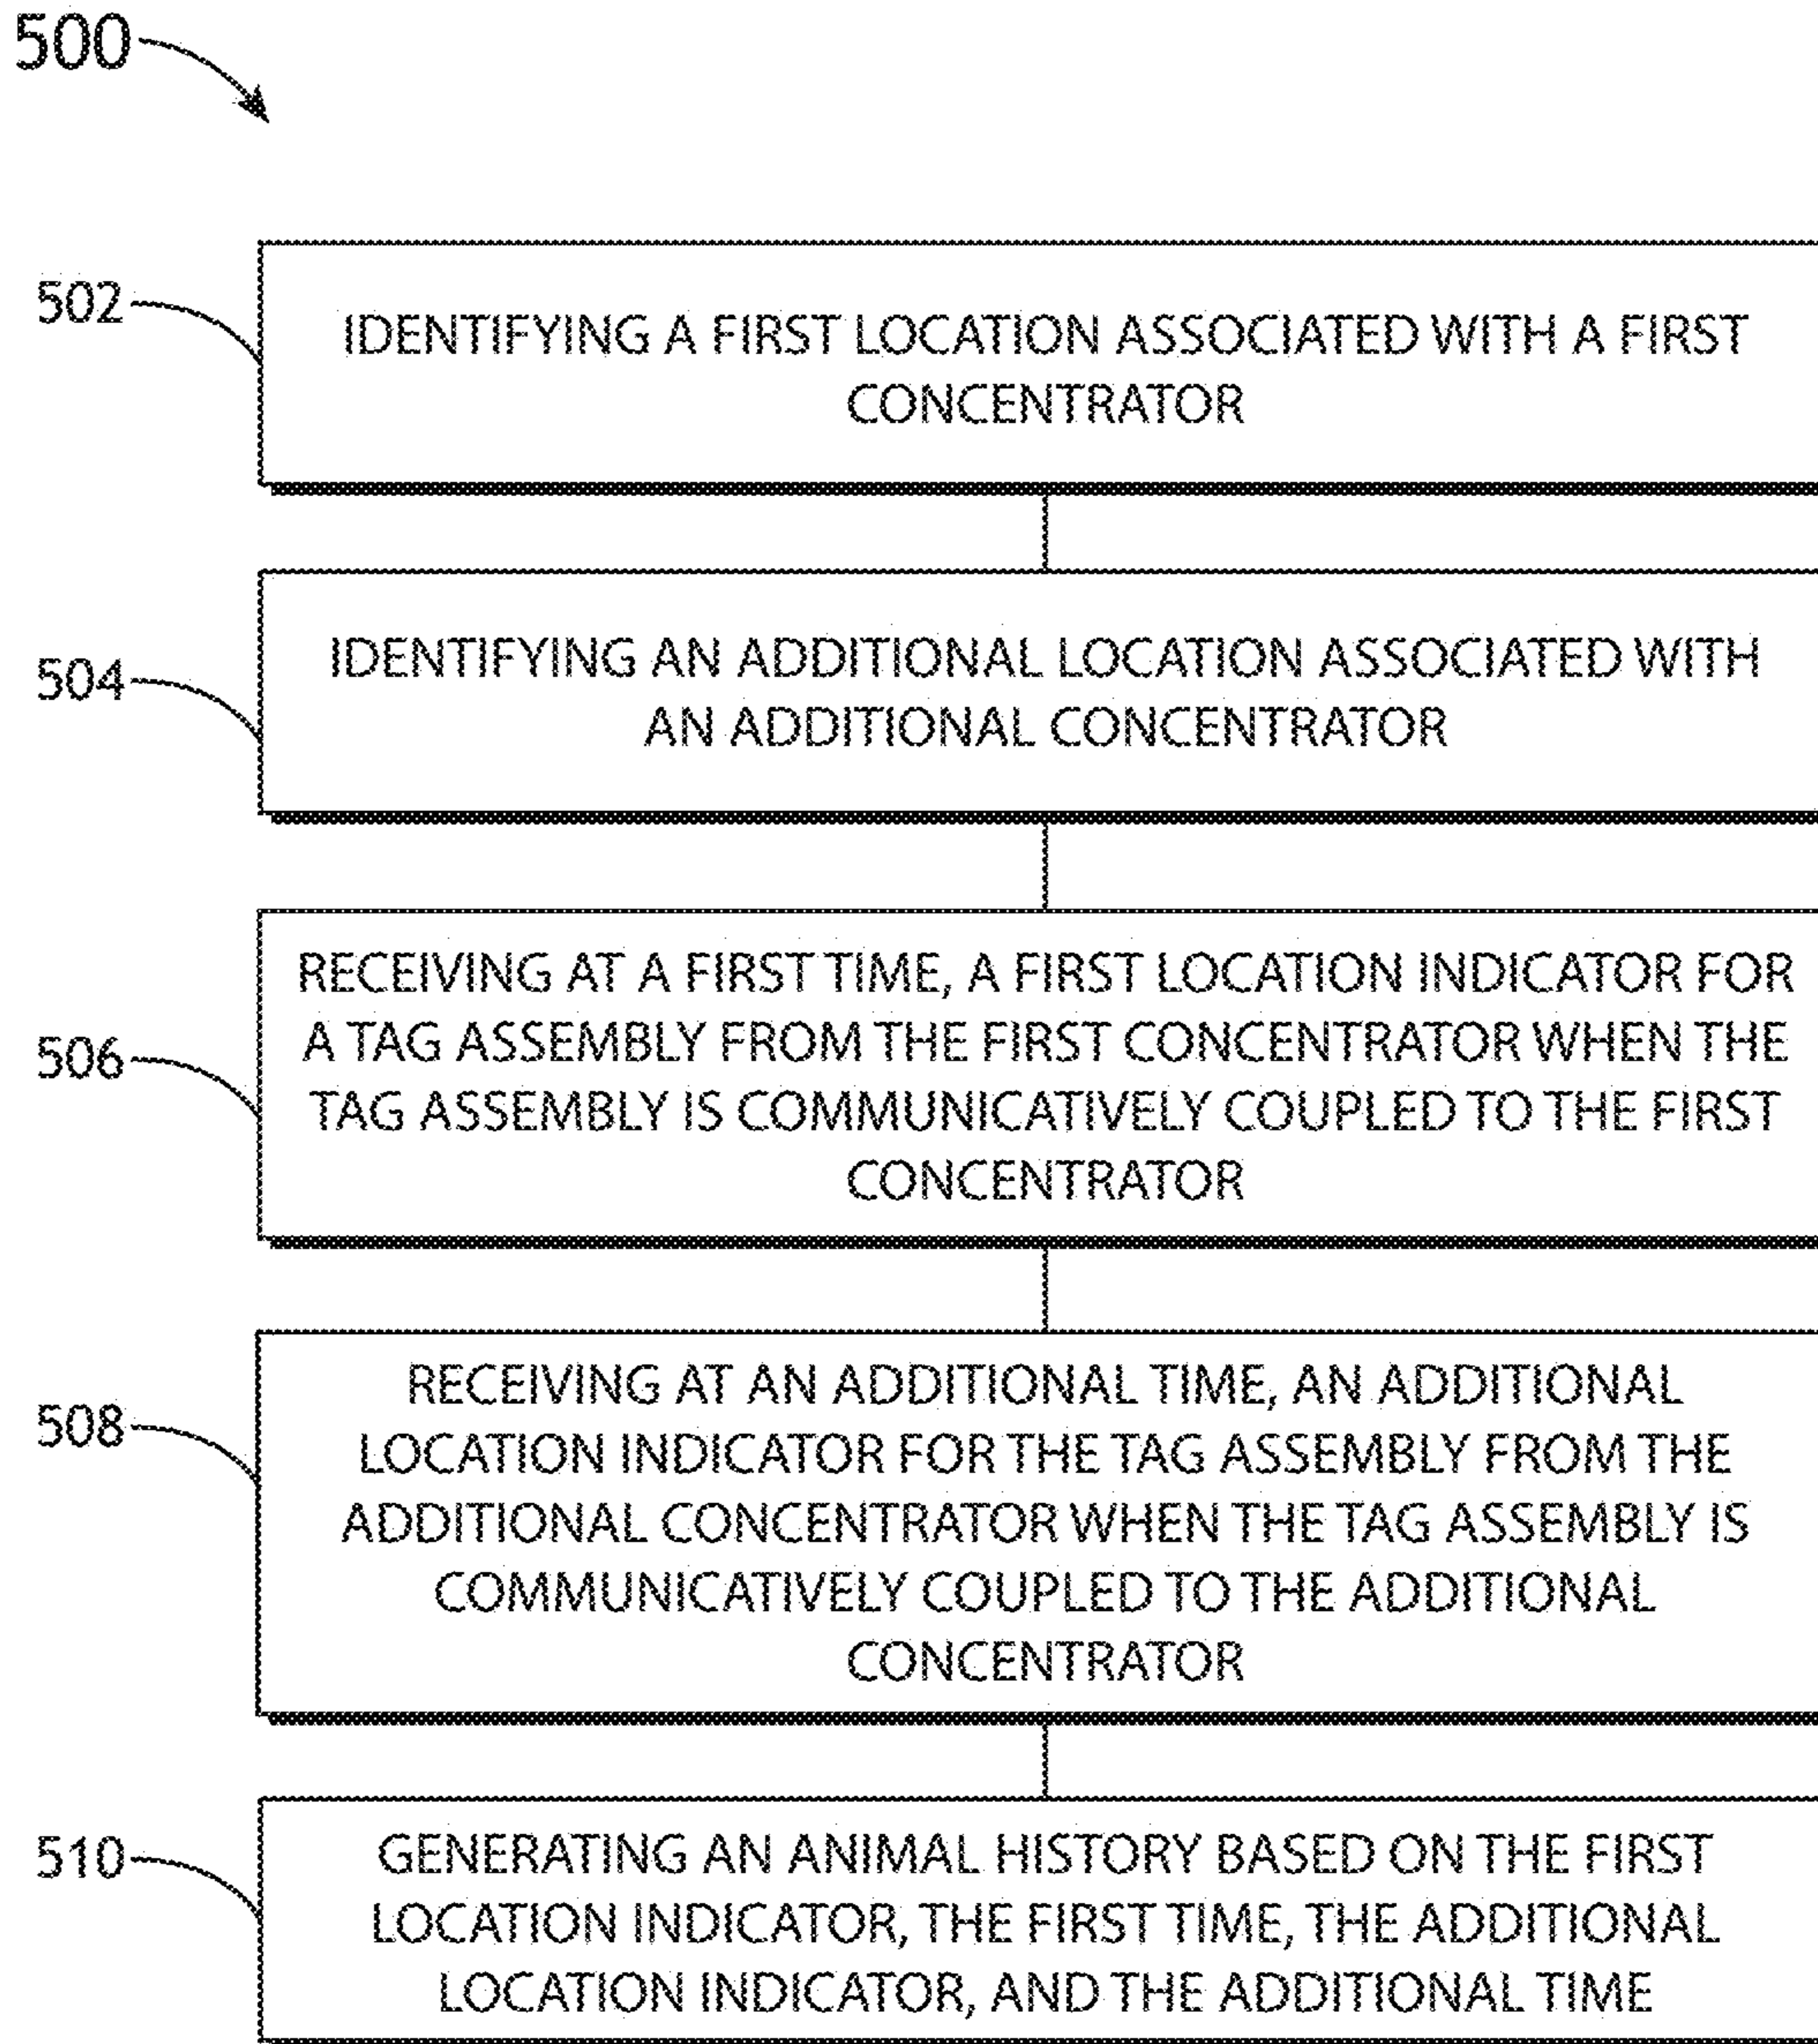 500
502
IDENTIFYING A FIRST LOCATION ASSOCIATED WITH A FIRST
CONCENTRATOR
504
IDENTIFYING AN ADDITIONAL LOCATION ASSOCIATED WITH
AN ADDITIONAL CONCENTRATOR
506
RECEIVING AT A FIRST TIME, A FIRST LOCATION INDICATOR FOR
A TAG ASSEMBLY FROM THE FIRST CONCENTRATOR WHEN THE
TAG ASSEMBLY IS COMMUNICATIVELY COUPLED TO THE FIRST
CONCENTRATOR
508
RECEIVING AT AN ADDITIONAL TIME, AN ADDITIONAL
LOCATION INDICATOR FOR THE TAG ASSEMBLY FROM THE
ADDITIONAL CONCENTRATOR WHEN THE TAG ASSEMBLY IS
COMMUNICATIVELY COUPLED TO THE ADDITIONAL
CONCENTRATOR
510
GENERATING AN ANIMAL HISTORY BASED ON THE FIRST
LOCATION INDICATOR, THE FIRST TIME, THE ADDITIONAL
LOCATION INDICATOR, AND THE ADDITIONAL TIME